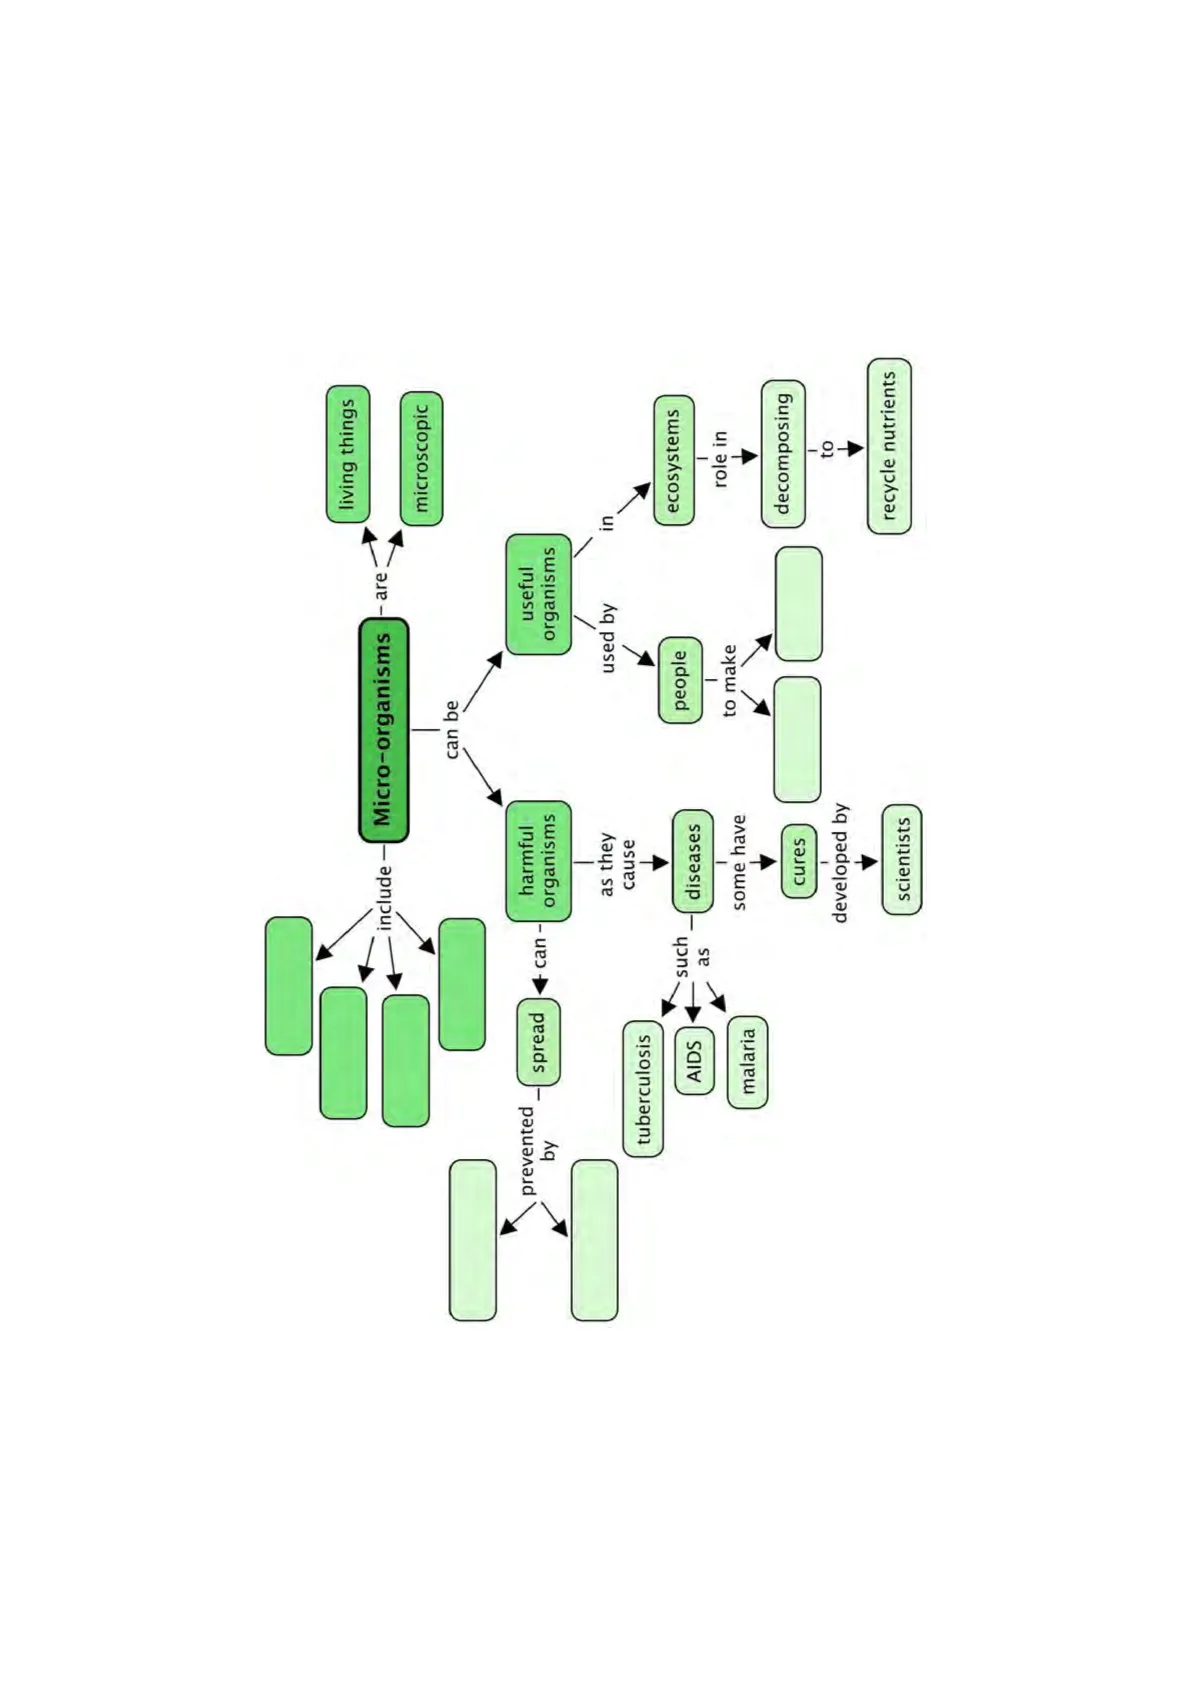 Micro-organisms
are
living things
microscopic
include
can be
harmful
organisms
useful
organisms
can
spread
prevented
by
as they
cause
diseases
such
as
tuberculosis
AIDS
malaria
some have
cures
developed by
scientists
used by
people
to make
in
ecosystems
role in
decomposing
to
recycle nutrients